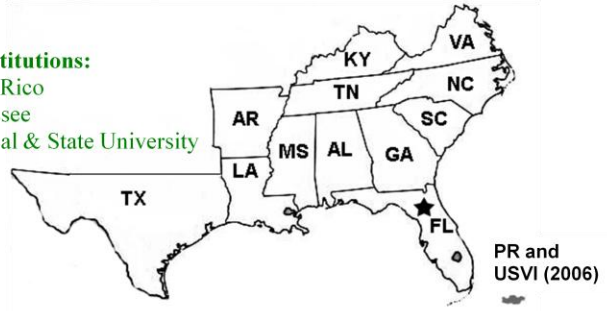 titutions:
Rico
see
al & State University
KY
VA
TN
NC
AR
SC
MS
AL
GA
LA
TX
FL
PR and
USVI (2006)